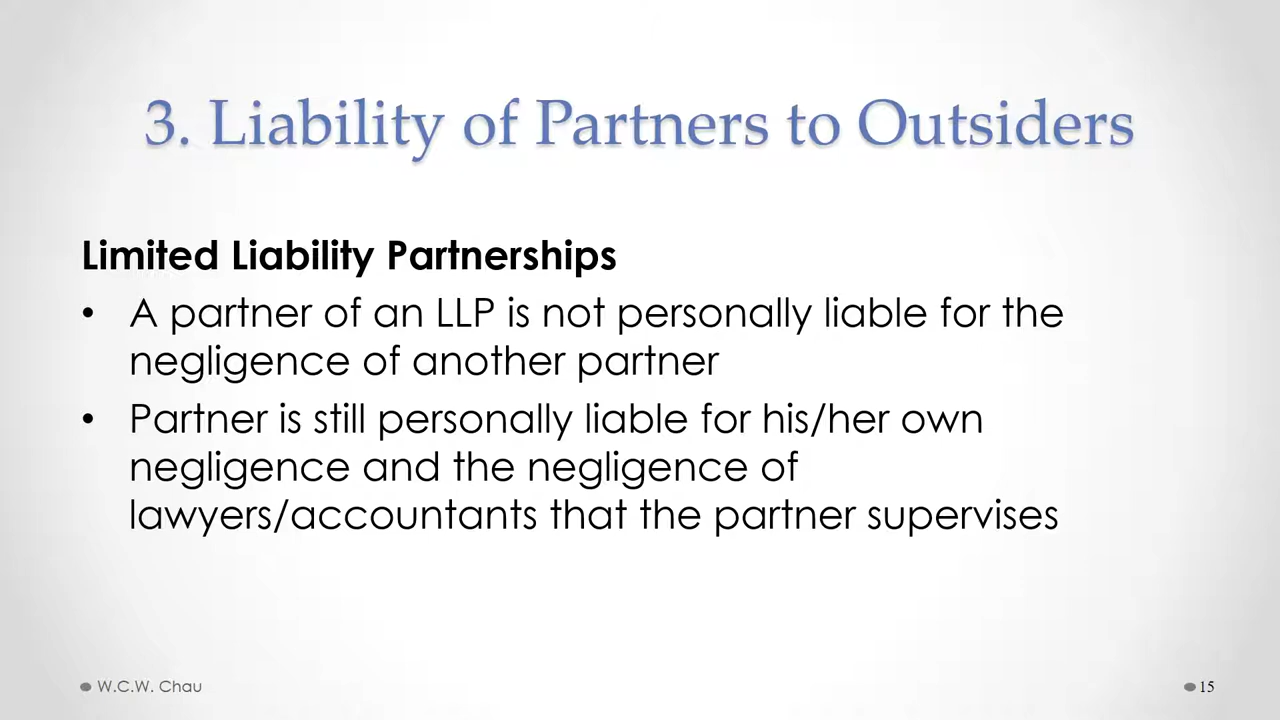 3. Liability of Partners to Outsiders
Limited Liability Partnerships
• A partner of an LLP is not personally liable for the
negligence of another partner
• Partner is still personally liable for his/her own
negligence and the negligence of
lawyers/accountants that the partner supervises
W.C.W. Chau
15